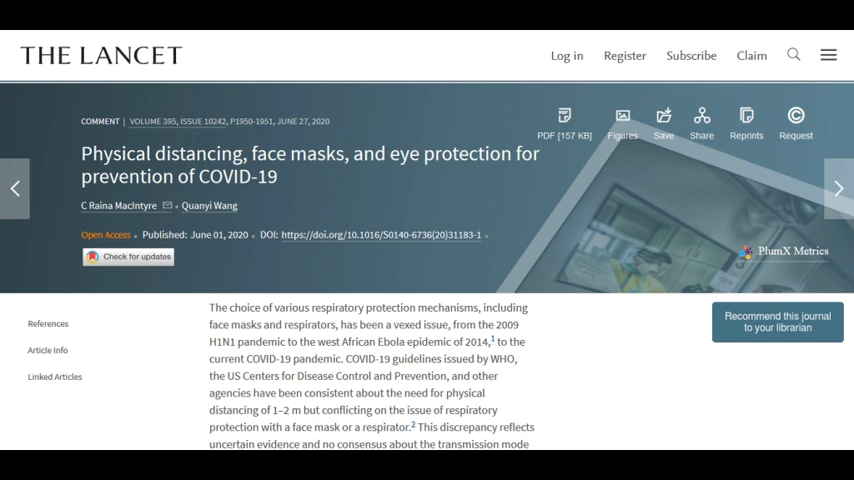 THE LANCET
Log in Register Subscribe Claim
COMMENT | VOLUME 395, ISSUE 10242, P1950-1951, JUNE 27, 2020
PDF [157 KB] Figures Save Share Reprints Request
Physical distancing, face masks, and eye protection for
prevention of COVID-19
C Raina MacIntyre • Quanyi Wang
Open Access • Published: June 01, 2020 • DOI: https://doi.org/10.1016/S0140-6736(20)31183-1 •
Check for updates
PlumX Metrics
References
Article Info
Linked Articles
The choice of various respiratory protection mechanisms, including
face masks and respirators, has been a vexed issue, from the 2009
H1N1 pandemic to the west African Ebola epidemic of 2014,1 to the
current COVID-19 pandemic. COVID-19 guidelines issued by WHO,
the US Centers for Disease Control and Prevention, and other
agencies have been consistent about the need for physical
distancing of 1–2 m but conflicting on the issue of respiratory
protection with a face mask or a respirator.2 This discrepancy reflects
uncertain evidence and no consensus about the transmission mode
Recommend this journal
to your librarian